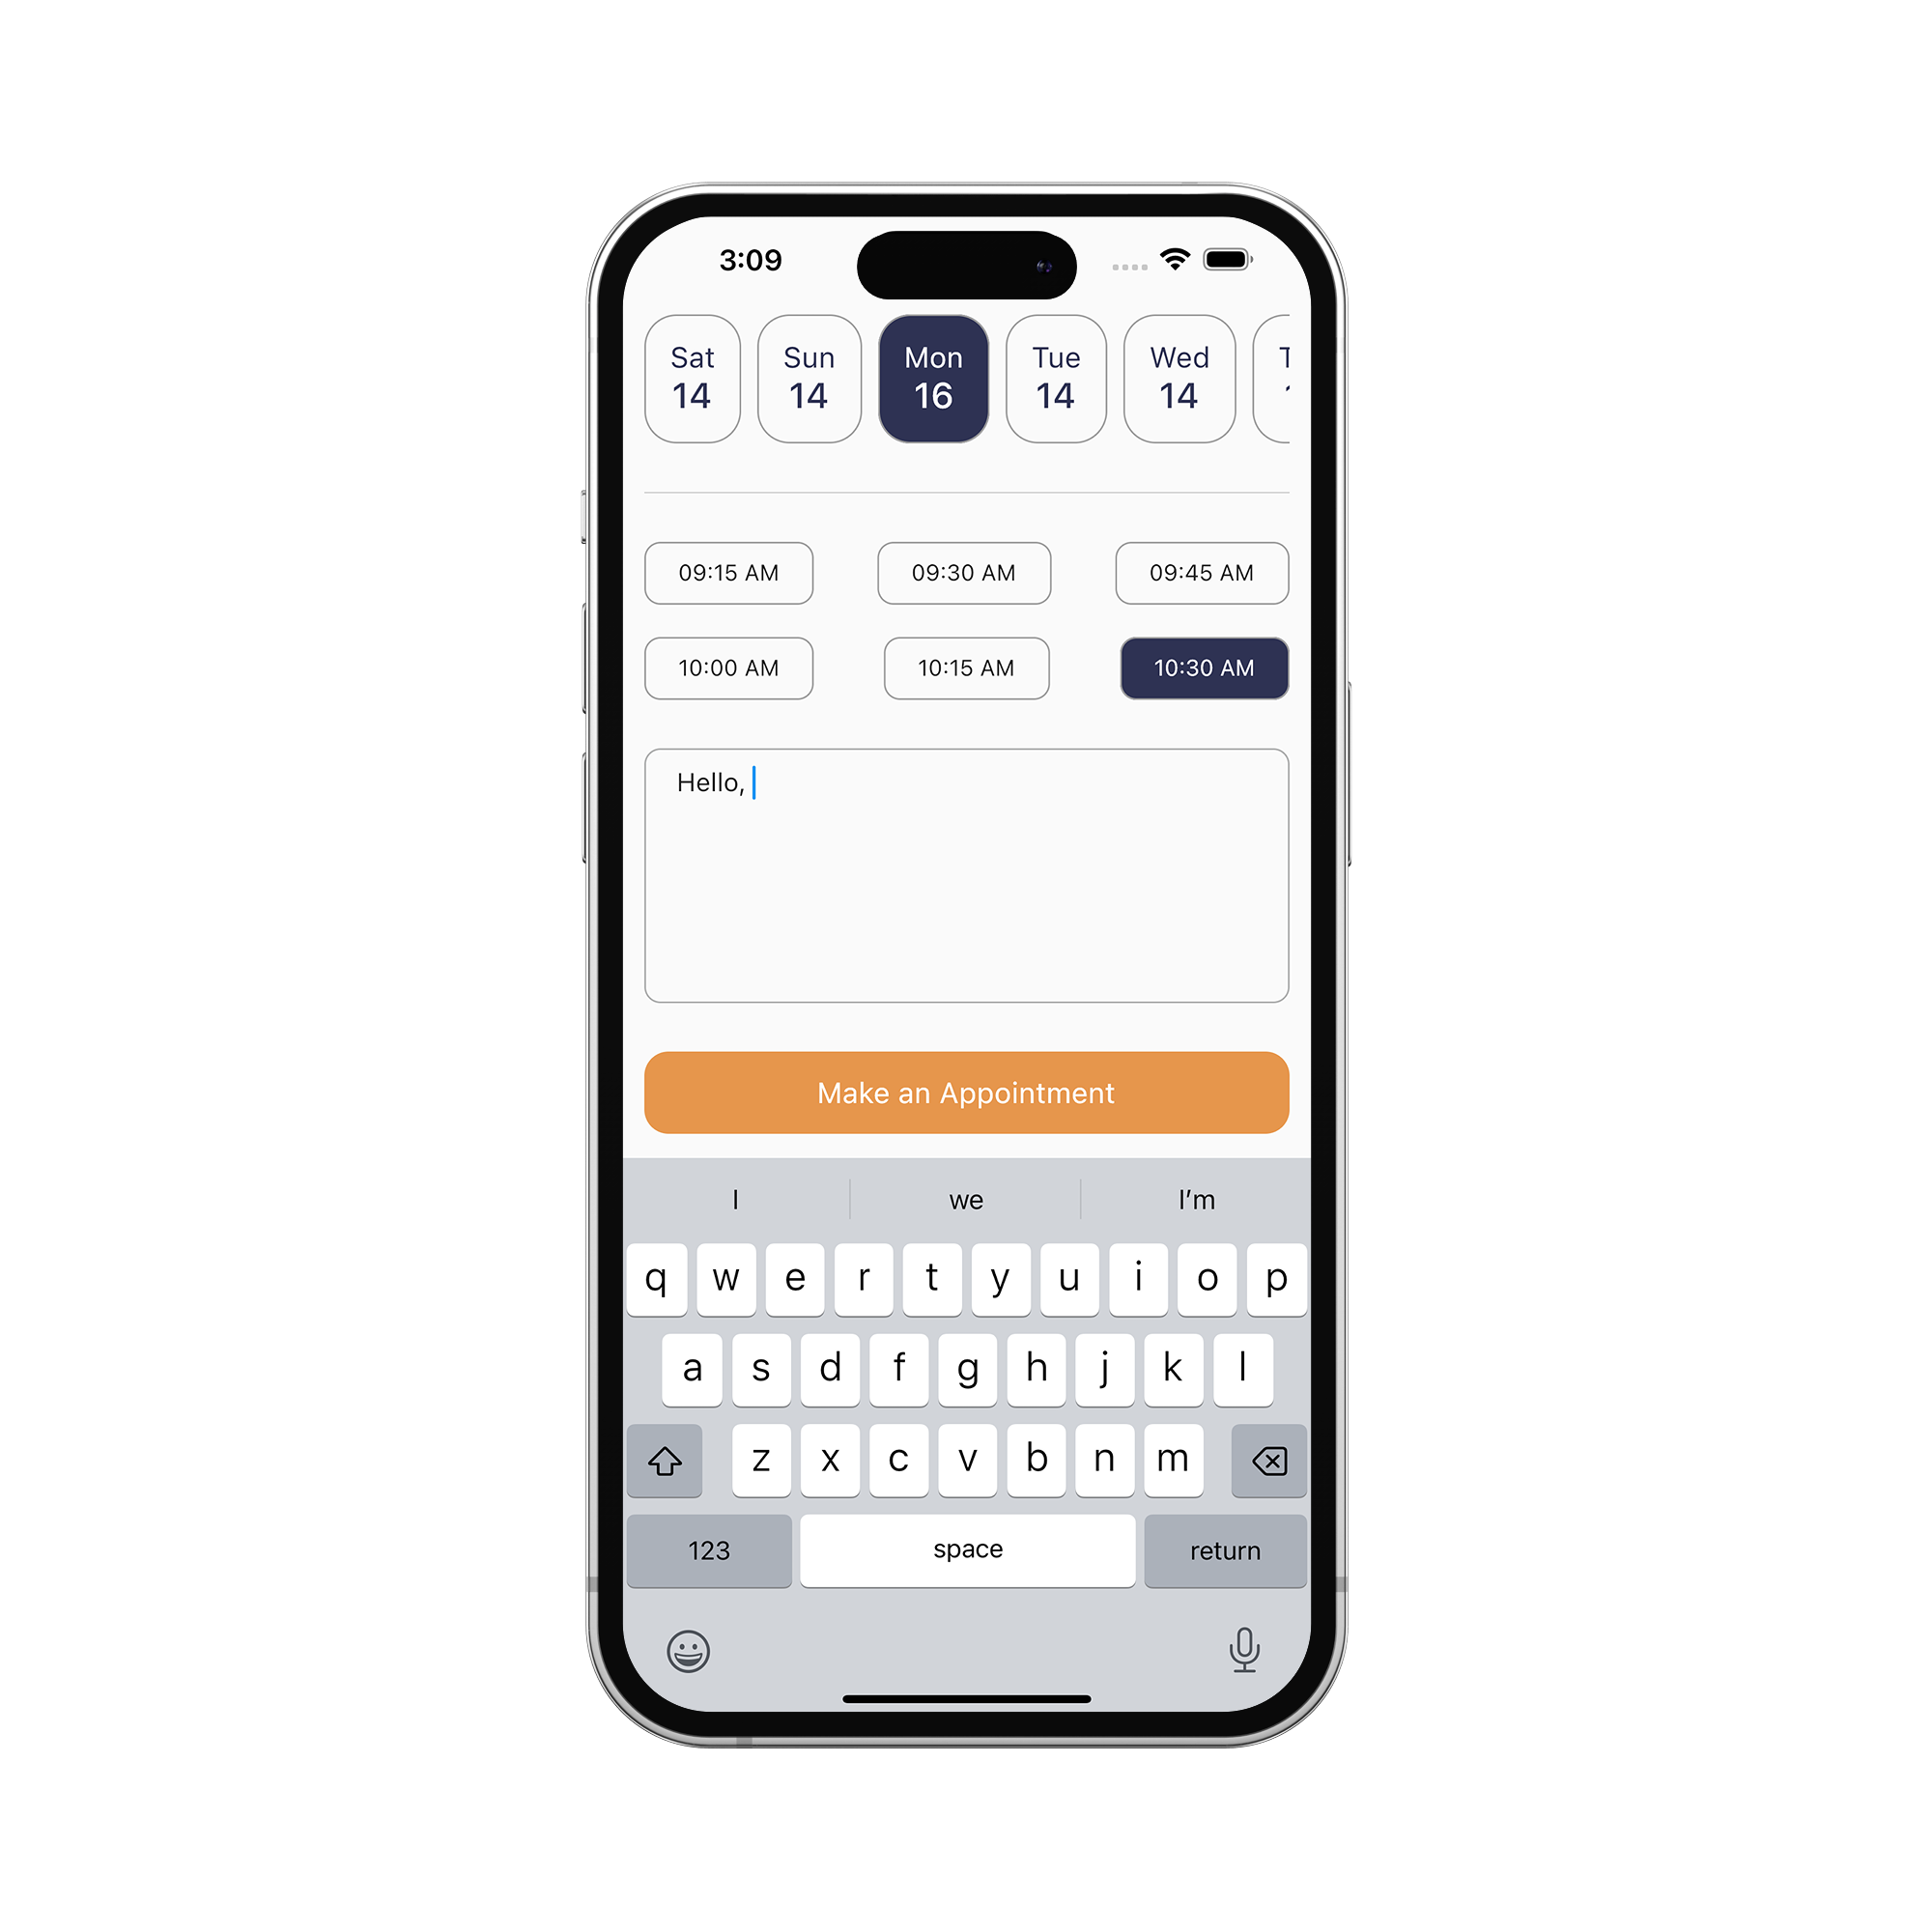 3:09
Sat Sun Mon Tue Wed
14 14 16 14 14
09:15 AM 09:30 AM 09:45 AM
10:00 AM 10:15 AM 10:30 AM
Hello,
Make an Appointment
I we I’m
q w e r t y u i o p
a s d f g h j k l
z x c v b n m
123 space return